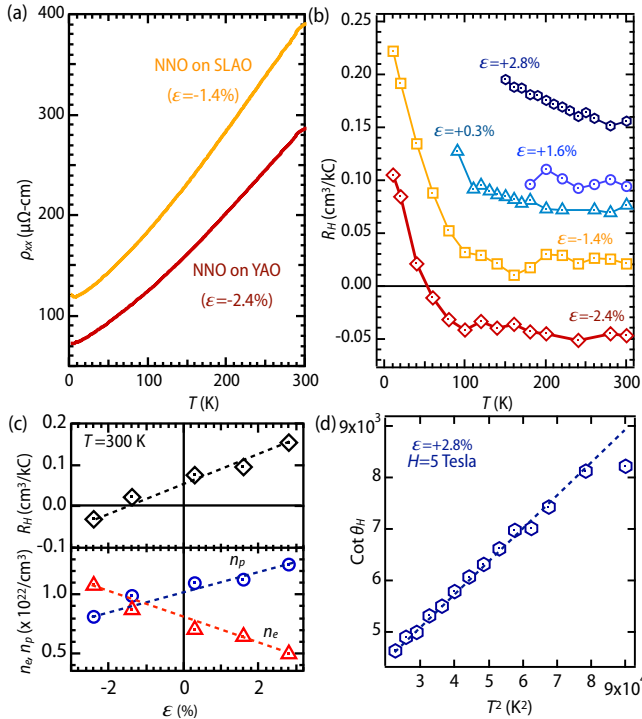 (a)
400
300
200
100
ρxx (μΩ-cm)
NNO on SLAO
(ε=-1.4%)
NNO on YAO
(ε=-2.4%)
0
100
200
300
T (K)
(b)
0.20
0.15
0.10
0.05
0.00
-0.05
RH (cm³/kC)
ε=+2.8%
ε=+0.3%
ε=+1.6%
ε=-1.4%
ε=-2.4%
0
100
200
300
T (K)
(c)
T=300 K
0.2
0.1
0.0
-0.1
RH (cm³/kC)
np
ne
1.0
0.5
ne, np (x 10²²/cm³)
-2
0
2
ε (%)
(d)
9x10³
8
7
6
5
Cot θH
ε=+2.8%
H=5 Tesla
3
4
5
6
7
9x10⁴
T² (K²)